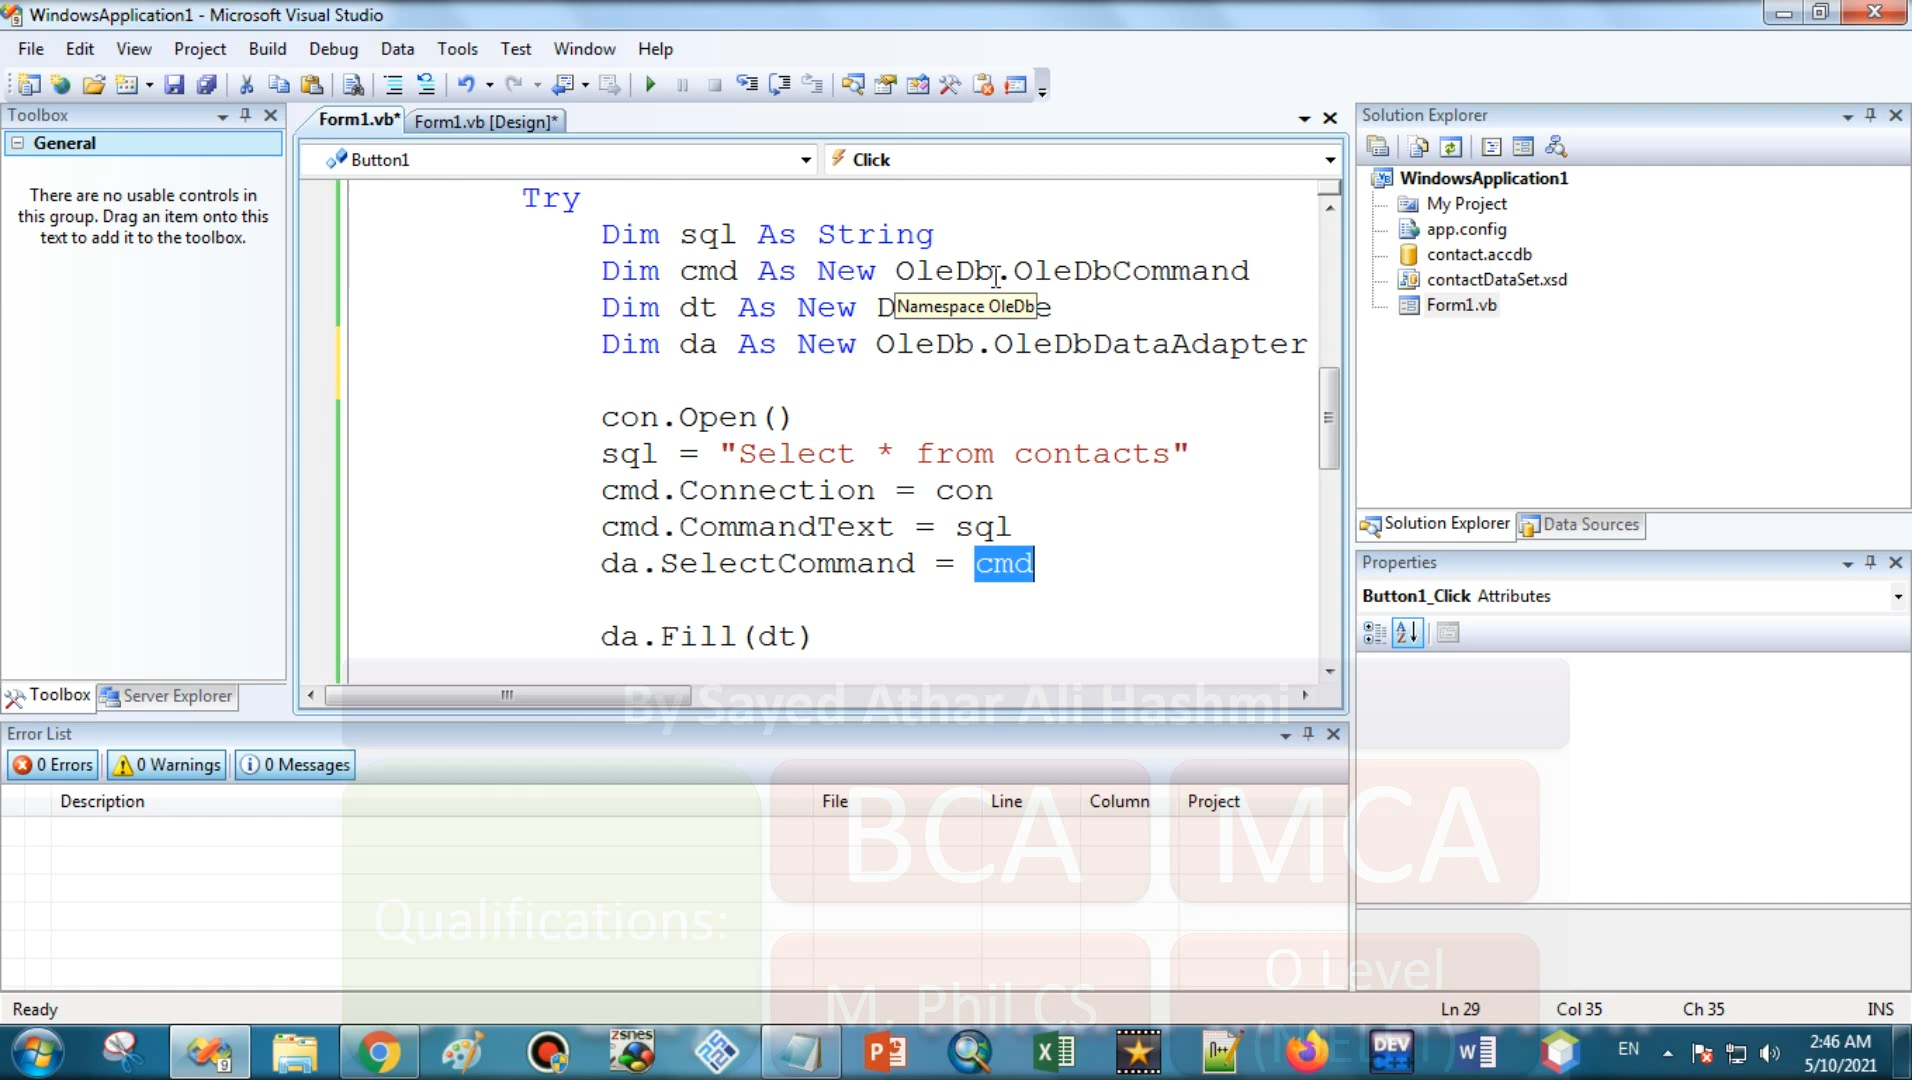 WindowsApplication1 - Microsoft Visual Studio
File Edit View Project Build Debug Data Tools Test Window Help
Toolbox
General
There are no usable controls in
this group. Drag an item onto this
text to add it to the toolbox.
Toolbox Server Explorer
Form1.vb* Form1.vb [Design]*
Button1 Click
Try
Dim sql As String
Dim cmd As New OleDb.OleDbCommand
Dim dt As New D e
Namespace OleDb
Dim da As New OleDb.OleDbDataAdapter
con.Open()
sql = "Select * from contacts"
cmd.Connection = con
cmd.CommandText = sql
da.SelectCommand = cmd
da.Fill(dt)
By Sayed Athar Ali Hashmi
Solution Explorer
WindowsApplication1
My Project
app.config
contact.accdb
contactDataSet.xsd
Form1.vb
Solution Explorer Data Sources
Properties
Button1_Click Attributes
Error List
0 Errors 0 Warnings 0 Messages
Description File Line Column Project
BCA MCA
Qualifications:
M. Phil CS
O Level
Ready Ln 29 Col 35 Ch 35 INS
zsnes
DEV
C++
n++
EN
2:46 AM
5/10/2021